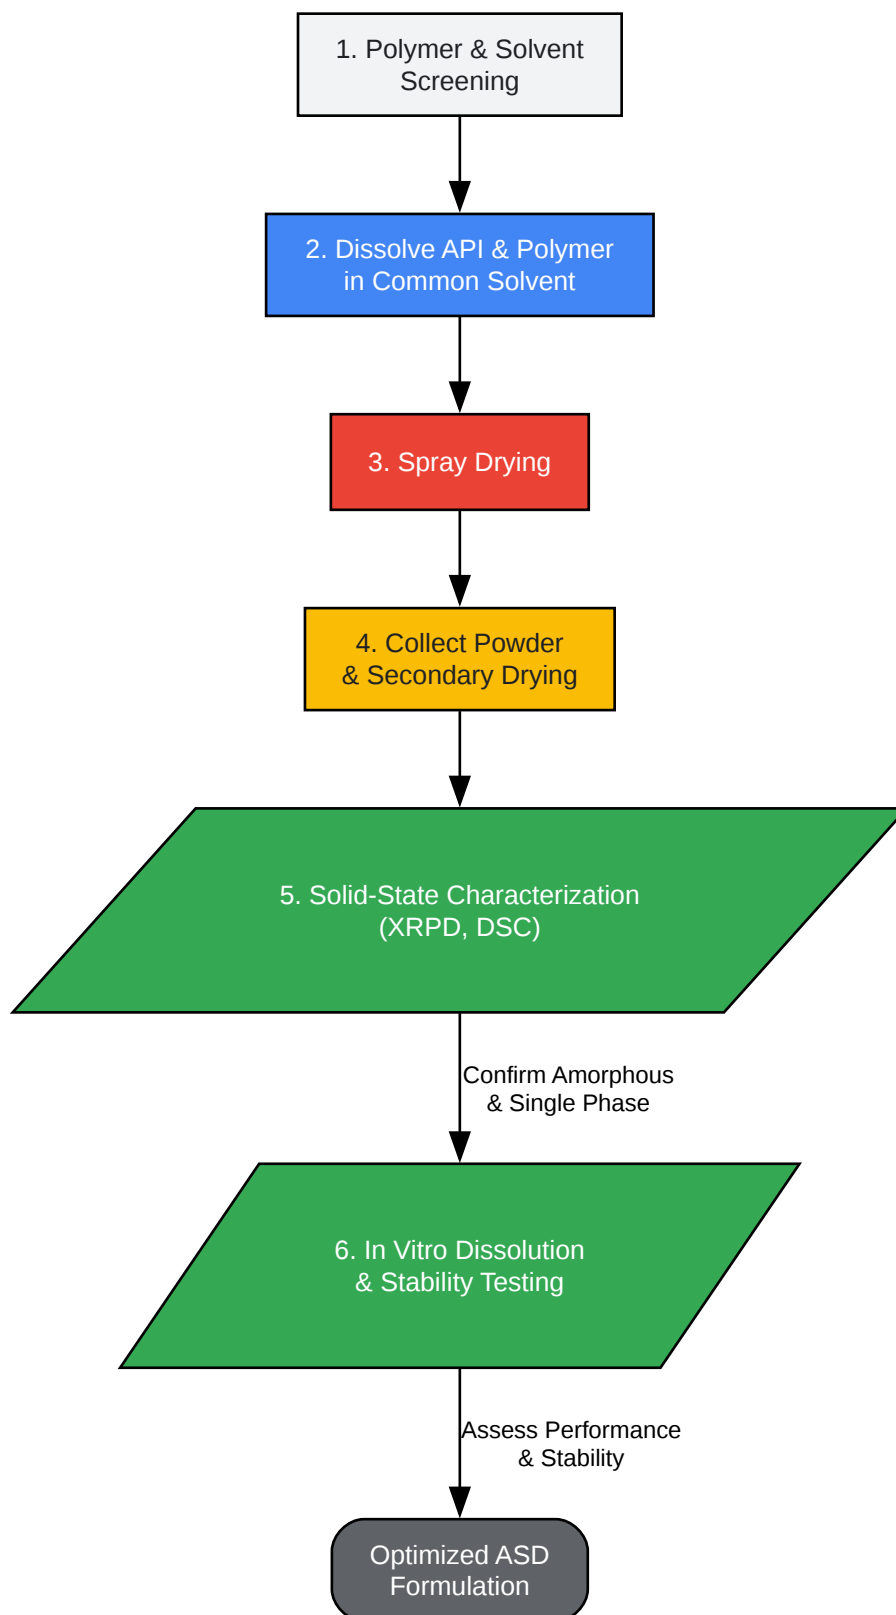 1. Polymer & Solvent
Screening
2. Dissolve API & Polymer
in Common Solvent
3. Spray Drying
4. Collect Powder
& Secondary Drying
5. Solid-State Characterization
(XRPD, DSC)
Confirm Amorphous
& Single Phase
6. In Vitro Dissolution
& Stability Testing
Assess Performance
& Stability
Optimized ASD
Formulation